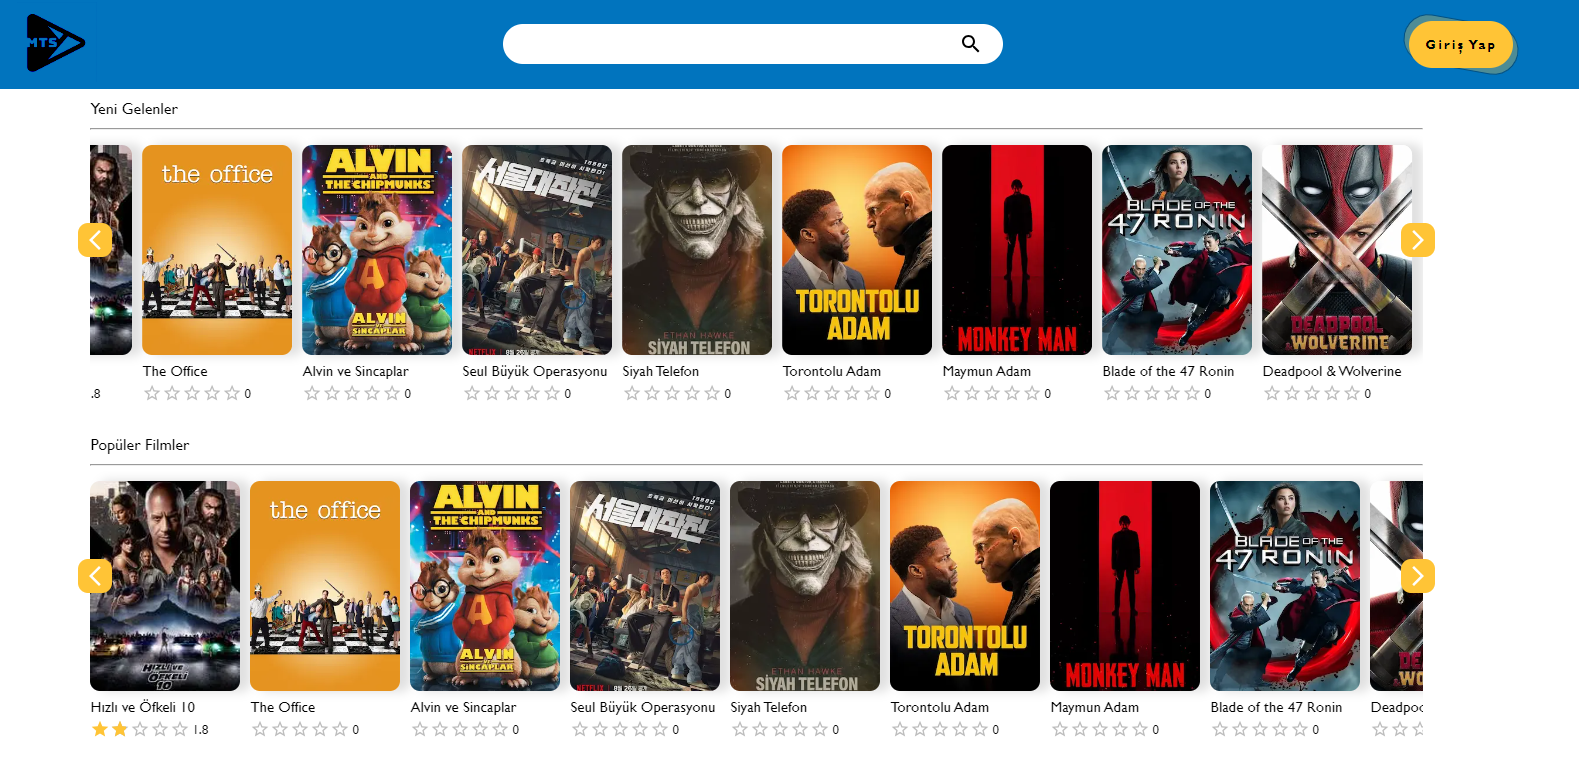 MTS
Giriş Yap
Yeni Gelenler
the office
ALVIN
AND
THE CHIPMUNKS
ALVIN
VE
SiNCAPLAR
서울대작전
NETFLIX
ETHAN HAWKE
SİYAH TELEFON
TORONTOLU
ADAM
MONKEY MAN
BLADE OF THE
47 RONIN
DEADPOOL
WOLVERINE
.8
The Office
0
Alvin ve Sincaplar
0
Seul Büyük Operasyonu
0
Siyah Telefon
0
Torontolu Adam
0
Maymun Adam
0
Blade of the 47 Ronin
0
Deadpool & Wolverine
0
Popüler Filmler
HIZLI VE
ÖFKELİ
10
the office
ALVIN
AND
THE CHIPMUNKS
ALVIN
VE
SiNCAPLAR
서울대작전
NETFLIX
ETHAN HAWKE
SİYAH TELEFON
TORONTOLU
ADAM
MONKEY MAN
BLADE OF THE
47 RONIN
Hızlı ve Öfkeli 10
1.8
The Office
0
Alvin ve Sincaplar
0
Seul Büyük Operasyonu
0
Siyah Telefon
0
Torontolu Adam
0
Maymun Adam
0
Blade of the 47 Ronin
0
Deadpoo